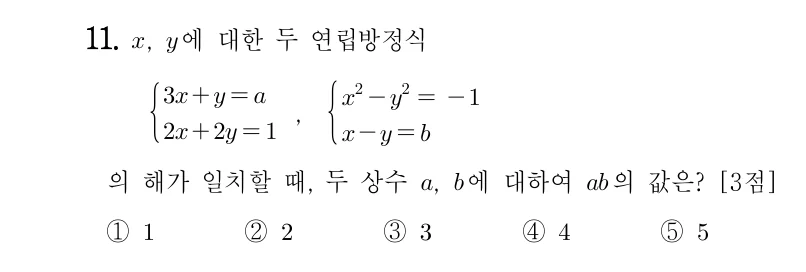 11. x, y에 대한 두 연립방정식
{3x+y=a, {x²-y²= -1
{2x+2y=1 {x-y=b
의 해가 일치할 때, 두 상수 a, b에 대하여 ab의 값은? [3점]
① 1 ② 2 ③ 3 ④ 4 ⑤ 5